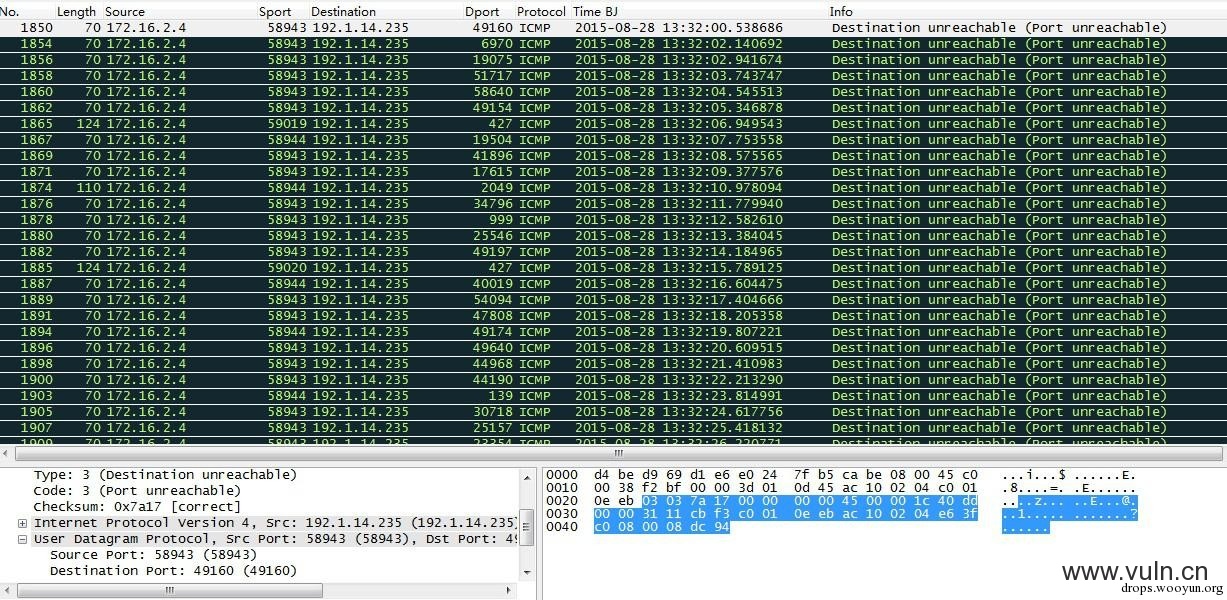 No. Length Source Sport Destination Dport Protocol Time BJ Info
1850 70 172.16.2.4 58943 192.1.14.235 49160 ICMP 2015-08-28 13:32:00.538686 Destination unreachable (Port unreachable)
1854 70 172.16.2.4 58943 192.1.14.235 6970 ICMP 2015-08-28 13:32:02.140692 Destination unreachable (Port unreachable)
1856 70 172.16.2.4 58943 192.1.14.235 19075 ICMP 2015-08-28 13:32:02.941674 Destination unreachable (Port unreachable)
1858 70 172.16.2.4 58943 192.1.14.235 51717 ICMP 2015-08-28 13:32:03.743747 Destination unreachable (Port unreachable)
1860 70 172.16.2.4 58943 192.1.14.235 58640 ICMP 2015-08-28 13:32:04.545513 Destination unreachable (Port unreachable)
1862 70 172.16.2.4 58943 192.1.14.235 49154 ICMP 2015-08-28 13:32:05.346878 Destination unreachable (Port unreachable)
1865 124 172.16.2.4 59019 192.1.14.235 427 ICMP 2015-08-28 13:32:06.949543 Destination unreachable (Port unreachable)
1867 70 172.16.2.4 58944 192.1.14.235 19504 ICMP 2015-08-28 13:32:07.753558 Destination unreachable (Port unreachable)
1869 70 172.16.2.4 58943 192.1.14.235 41896 ICMP 2015-08-28 13:32:08.575565 Destination unreachable (Port unreachable)
1871 70 172.16.2.4 58943 192.1.14.235 17615 ICMP 2015-08-28 13:32:09.377576 Destination unreachable (Port unreachable)
1874 110 172.16.2.4 58944 192.1.14.235 2049 ICMP 2015-08-28 13:32:10.978094 Destination unreachable (Port unreachable)
1876 70 172.16.2.4 58943 192.1.14.235 34796 ICMP 2015-08-28 13:32:11.779940 Destination unreachable (Port unreachable)
1878 70 172.16.2.4 58943 192.1.14.235 999 ICMP 2015-08-28 13:32:12.582610 Destination unreachable (Port unreachable)
1880 70 172.16.2.4 58943 192.1.14.235 25546 ICMP 2015-08-28 13:32:13.384045 Destination unreachable (Port unreachable)
1882 70 172.16.2.4 58943 192.1.14.235 49197 ICMP 2015-08-28 13:32:14.184965 Destination unreachable (Port unreachable)
1885 124 172.16.2.4 59020 192.1.14.235 427 ICMP 2015-08-28 13:32:15.789125 Destination unreachable (Port unreachable)
1887 70 172.16.2.4 58944 192.1.14.235 40019 ICMP 2015-08-28 13:32:16.604475 Destination unreachable (Port unreachable)
1889 70 172.16.2.4 58943 192.1.14.235 54094 ICMP 2015-08-28 13:32:17.404666 Destination unreachable (Port unreachable)
1891 70 172.16.2.4 58943 192.1.14.235 47808 ICMP 2015-08-28 13:32:18.205358 Destination unreachable (Port unreachable)
1894 70 172.16.2.4 58944 192.1.14.235 49174 ICMP 2015-08-28 13:32:19.807221 Destination unreachable (Port unreachable)
1896 70 172.16.2.4 58943 192.1.14.235 49640 ICMP 2015-08-28 13:32:20.609515 Destination unreachable (Port unreachable)
1898 70 172.16.2.4 58943 192.1.14.235 44968 ICMP 2015-08-28 13:32:21.410983 Destination unreachable (Port unreachable)
1900 70 172.16.2.4 58943 192.1.14.235 44190 ICMP 2015-08-28 13:32:22.213290 Destination unreachable (Port unreachable)
1903 70 172.16.2.4 58944 192.1.14.235 139 ICMP 2015-08-28 13:32:23.814991 Destination unreachable (Port unreachable)
1905 70 172.16.2.4 58943 192.1.14.235 30718 ICMP 2015-08-28 13:32:24.617756 Destination unreachable (Port unreachable)
1907 70 172.16.2.4 58943 192.1.14.235 25157 ICMP 2015-08-28 13:32:25.418132 Destination unreachable (Port unreachable)
1909 70 172.16.2.4 58943 192.1.14.235 23354 ICMP 2015-08-28 13:32:26.220771 Destination unreachable (Port unreachable)
Type: 3 (Destination unreachable)
Code: 3 (Port unreachable)
Checksum: 0x7a17 [correct]
Internet Protocol Version 4, Src: 192.1.14.235 (192.1.14.235)
User Datagram Protocol, Src Port: 58943 (58943), Dst Port: 49
Source Port: 58943 (58943)
Destination Port: 49160 (49160)
0000 d4 be d9 69 d1 e6 e0 24 7f b5 ca be 08 00 45 c0 ...i...$ ......E.
0010 00 38 f2 bf 00 00 3d 01 0d 45 ac 10 02 04 c0 01 .8....=. .E......
0020 0e eb 03 03 7a 17 00 00 00 00 45 00 00 1c 40 dd ....z... ..E...@.
0030 00 00 31 11 cb f3 c0 01 0e eb ac 10 02 04 e6 3f ..1..... .......?
0040 c0 08 00 08 dc 94 ......
www.vuln.cn
drops.wooyun.org